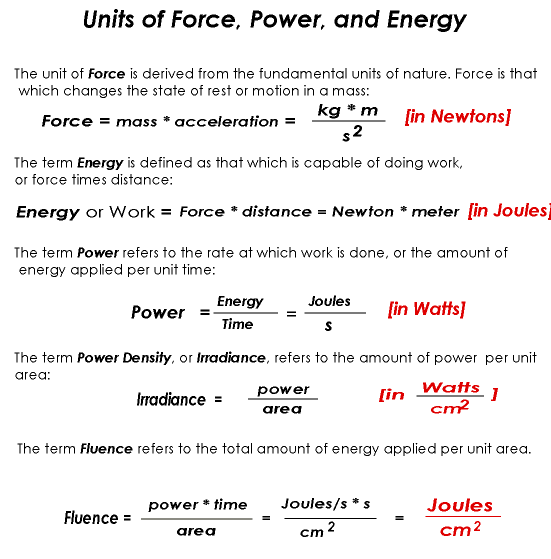 Units of Force, Power, and Energy
The unit of Force is derived from the fundamental units of nature. Force is that
which changes the state of rest or motion in a mass:
Force = mass * acceleration = kg * m / s² [in Newtons]
The term Energy is defined as that which is capable of doing work,
or force times distance:
Energy or Work = Force * distance = Newton * meter [in Joules]
The term Power refers to the rate at which work is done, or the amount of
energy applied per unit time:
Power = Energy / Time = Joules / s [in Watts]
The term Power Density, or Irradiance, refers to the amount of power per unit
area:
Irradiance = power / area [in Watts / cm² ]
The term Fluence refers to the total amount of energy applied per unit area.
Fluence = power * time / area = Joules/s * s / cm² = Joules / cm²